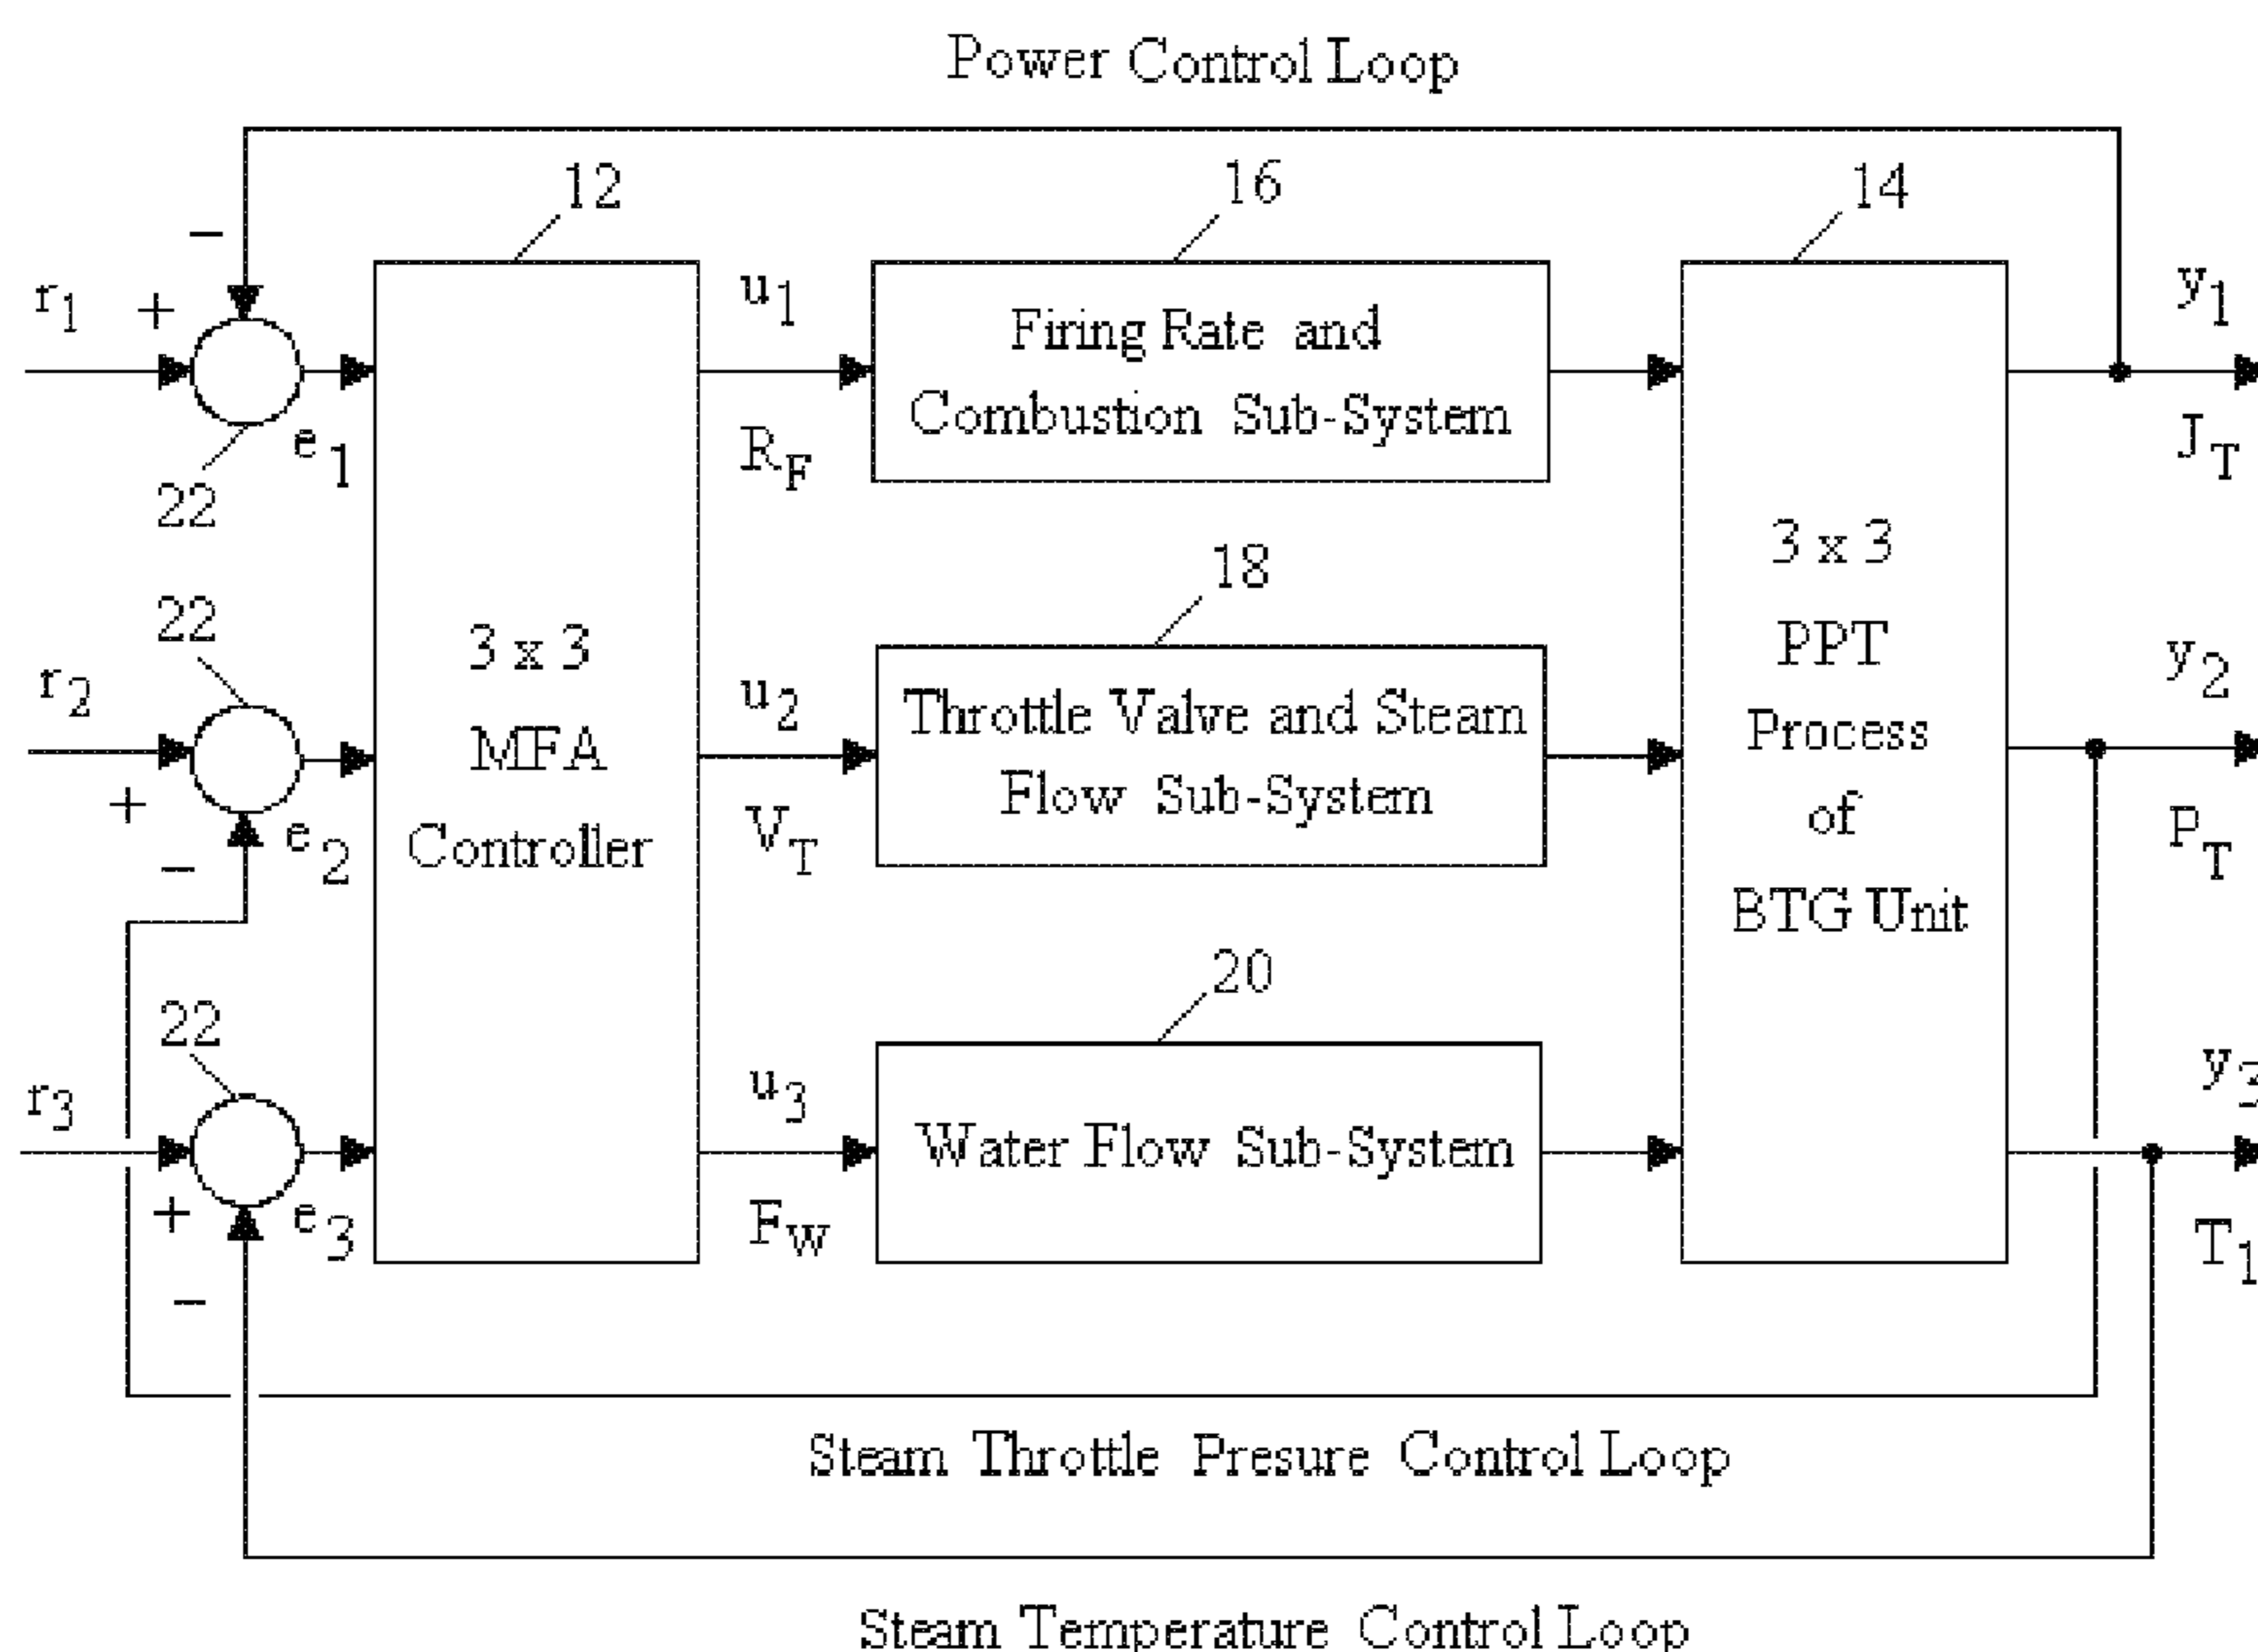 Power Control Loop
12
16
14
−
r1
+
e1
22
u1
RF
Firing Rate and
Combustion Sub-System
y1
JT
22
r2
+
−
e2
3 x 3
MFA
Controller
u2
VT
18
Throttle Valve and Steam
Flow Sub-System
3 x 3
PPT
Process
of
BTG Unit
y2
PT
22
r3
+
−
e3
u3
FW
20
Water Flow Sub-System
y3
T1
Steam Throttle Presure Control Loop
Steam Temperature Control Loop